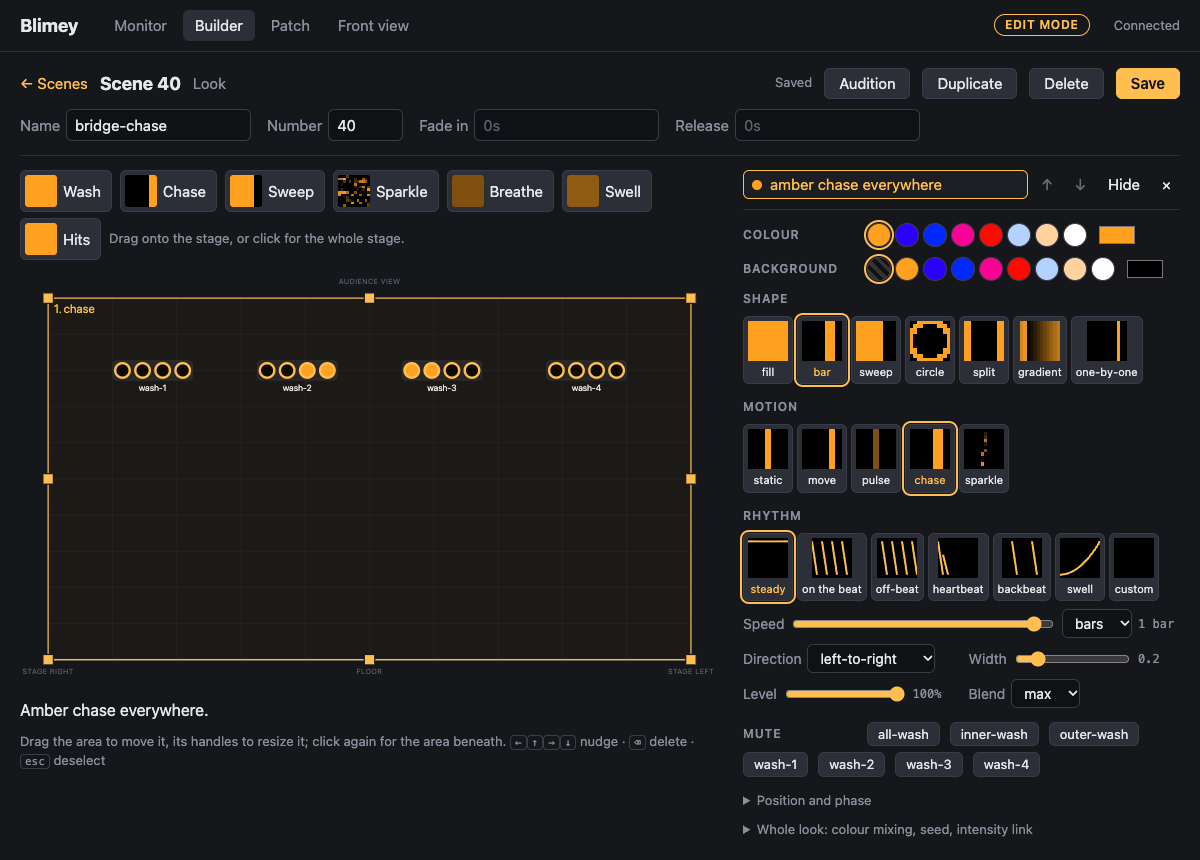 Blimey Monitor Builder Patch Front view EDIT MODE Connected
← Scenes Scene 40 Look Saved Audition Duplicate Delete Save
Name bridge-chase Number 40 Fade in 0s Release 0s
Wash Chase Sweep Sparkle Breathe Swell
Hits Drag onto the stage, or click for the whole stage.
AUDIENCE VIEW
1. chase
wash-1 wash-2 wash-3 wash-4
STAGE RIGHT FLOOR STAGE LEFT
Amber chase everywhere.
Drag the area to move it, its handles to resize it; click again for the area beneath. ← ↑ → ↓ nudge · ⌫ delete ·
esc deselect
amber chase everywhere ↑ ↓ Hide ×
COLOUR
BACKGROUND
SHAPE
fill bar sweep circle split gradient one-by-one
MOTION
static move pulse chase sparkle
RHYTHM
steady on the beat off-beat heartbeat backbeat swell custom
Speed bars 1 bar
Direction left-to-right Width 0.2
Level 100% Blend max
MUTE all-wash inner-wash outer-wash
wash-1 wash-2 wash-3 wash-4
▶ Position and phase
▶ Whole look: colour mixing, seed, intensity link